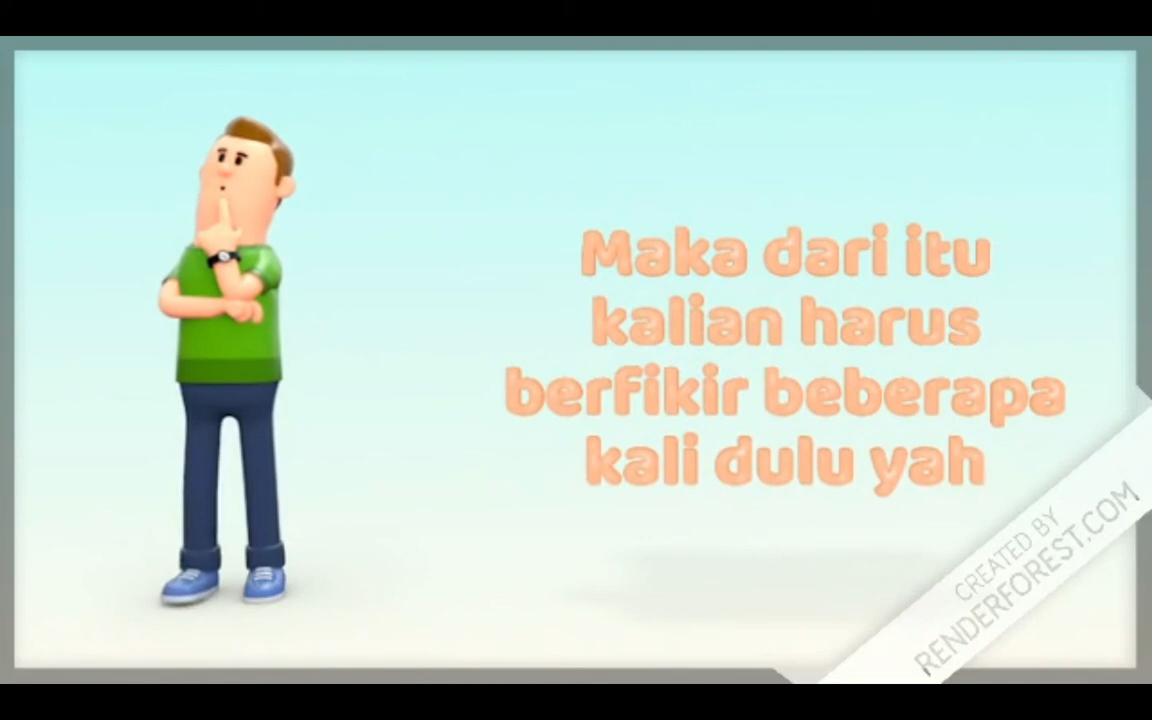 Maka dari itu
kalian harus
berfikir beberapa
kali dulu yah
CREATED BY
RENDERFOREST.COM